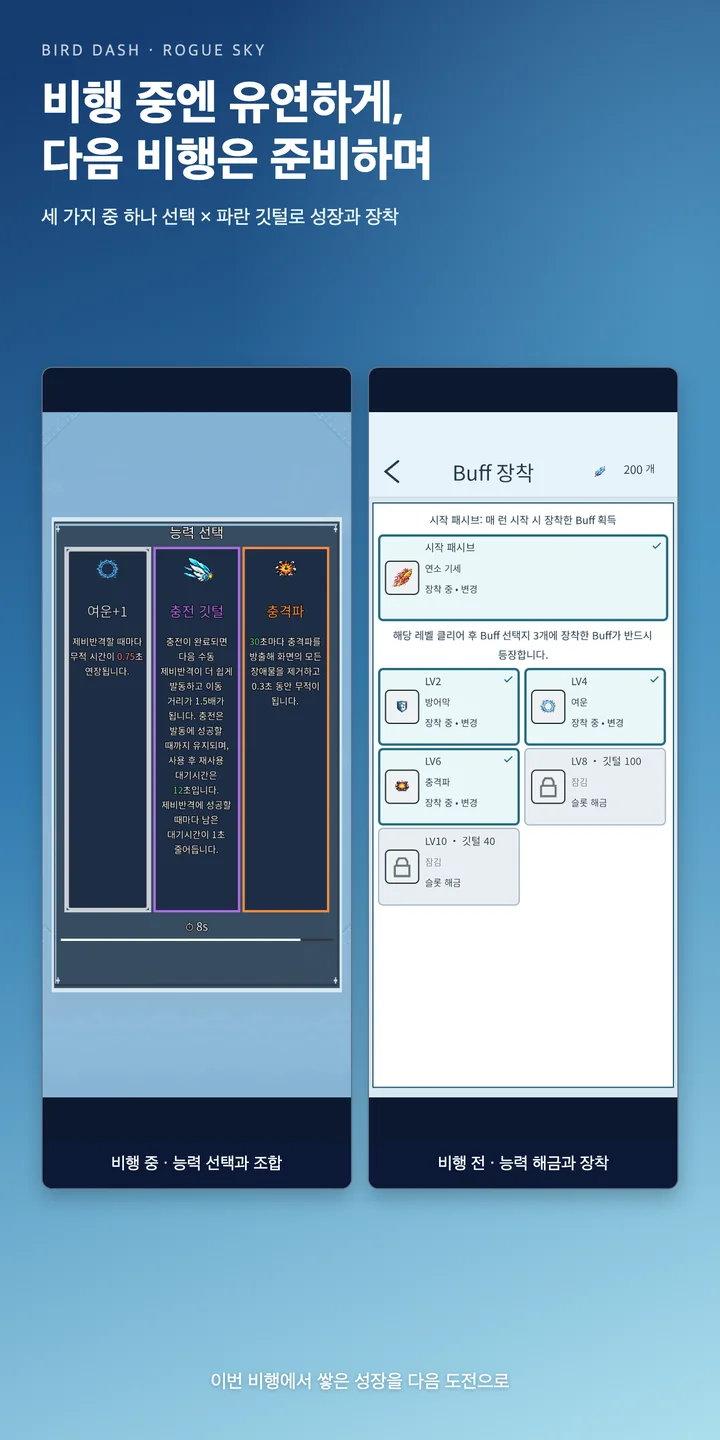 BIRD DASH · ROGUE SKY
비행 중엔 유연하게,
다음 비행은 준비하며
세 가지 중 하나 선택 × 파란 깃털로 성장과 장착
능력 선택
여운+1
제비반격할 때마다
무적 시간이 0.75초
연장됩니다.
충전 깃털
충전이 완료되면
다음 수동
제비반격이 더 쉽게
발동하고 이동
거리가 1.5배가
됩니다. 충전은
발동에 성공할
때까지 유지되며,
사용 후 재사용
대기시간은
12초입니다.
제비반격에 성공할
때마다 남은
대기시간이 1초
줄어듭니다.
충격파
30초마다 충격파를
방출해 화면의 모든
장애물을 제거하고
0.3초 동안 무적이
됩니다.
8s
비행 중 · 능력 선택과 조합
Buff 장착
200 개
시작 패시브: 매 런 시작 시 장착한 Buff 획득
시작 패시브
연소 기세
장착 중 • 변경
해당 레벨 클리어 후 Buff 선택지 3개에 장착한 Buff가 반드시
등장합니다.
LV2
방어막
장착 중 • 변경
LV4
여운
장착 중 • 변경
LV6
충격파
장착 중 • 변경
LV8 • 깃털 100
잠김
슬롯 해금
LV10 • 깃털 40
잠김
슬롯 해금
비행 전 · 능력 해금과 장착
이번 비행에서 쌓은 성장을 다음 도전으로